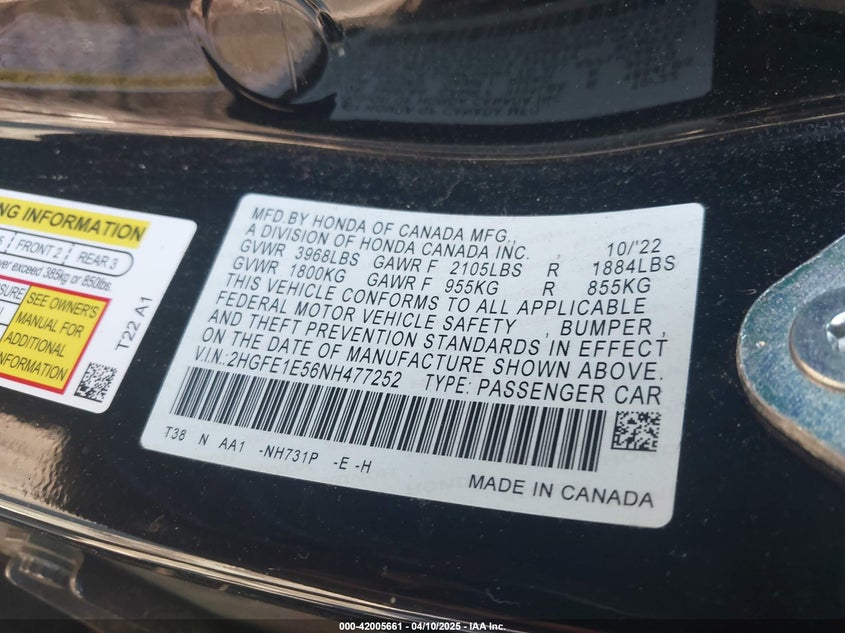 NG INFORMATION
FRONT 2
REAR 3
ver exceed 385kg or 850lbs.
SURE
SEE OWNER'S
MANUAL FOR
ADDITIONAL
INFORMATION
T22 A1
MFD.BY HONDA OF CANADA MFG.,
A DIVISION OF HONDA CANADA INC. , 10/'22
GVWR 3968LBS GAWR F 2105LBS R 1884LBS
GVWR 1800KG GAWR F 955KG R 855KG
THIS VEHICLE CONFORMS TO ALL APPLICABLE
FEDERAL MOTOR VEHICLE SAFETY , BUMPER ,
AND THEFT PREVENTION STANDARDS IN EFFECT
ON THE DATE OF MANUFACTURE SHOWN ABOVE.
V.I.N.:2HGFE1E56NH477252 TYPE: PASSENGER CAR
T38 N AA1 -NH731P -E -H
MADE IN CANADA
000-42005661 - 04/10/2025 - IAA Inc.